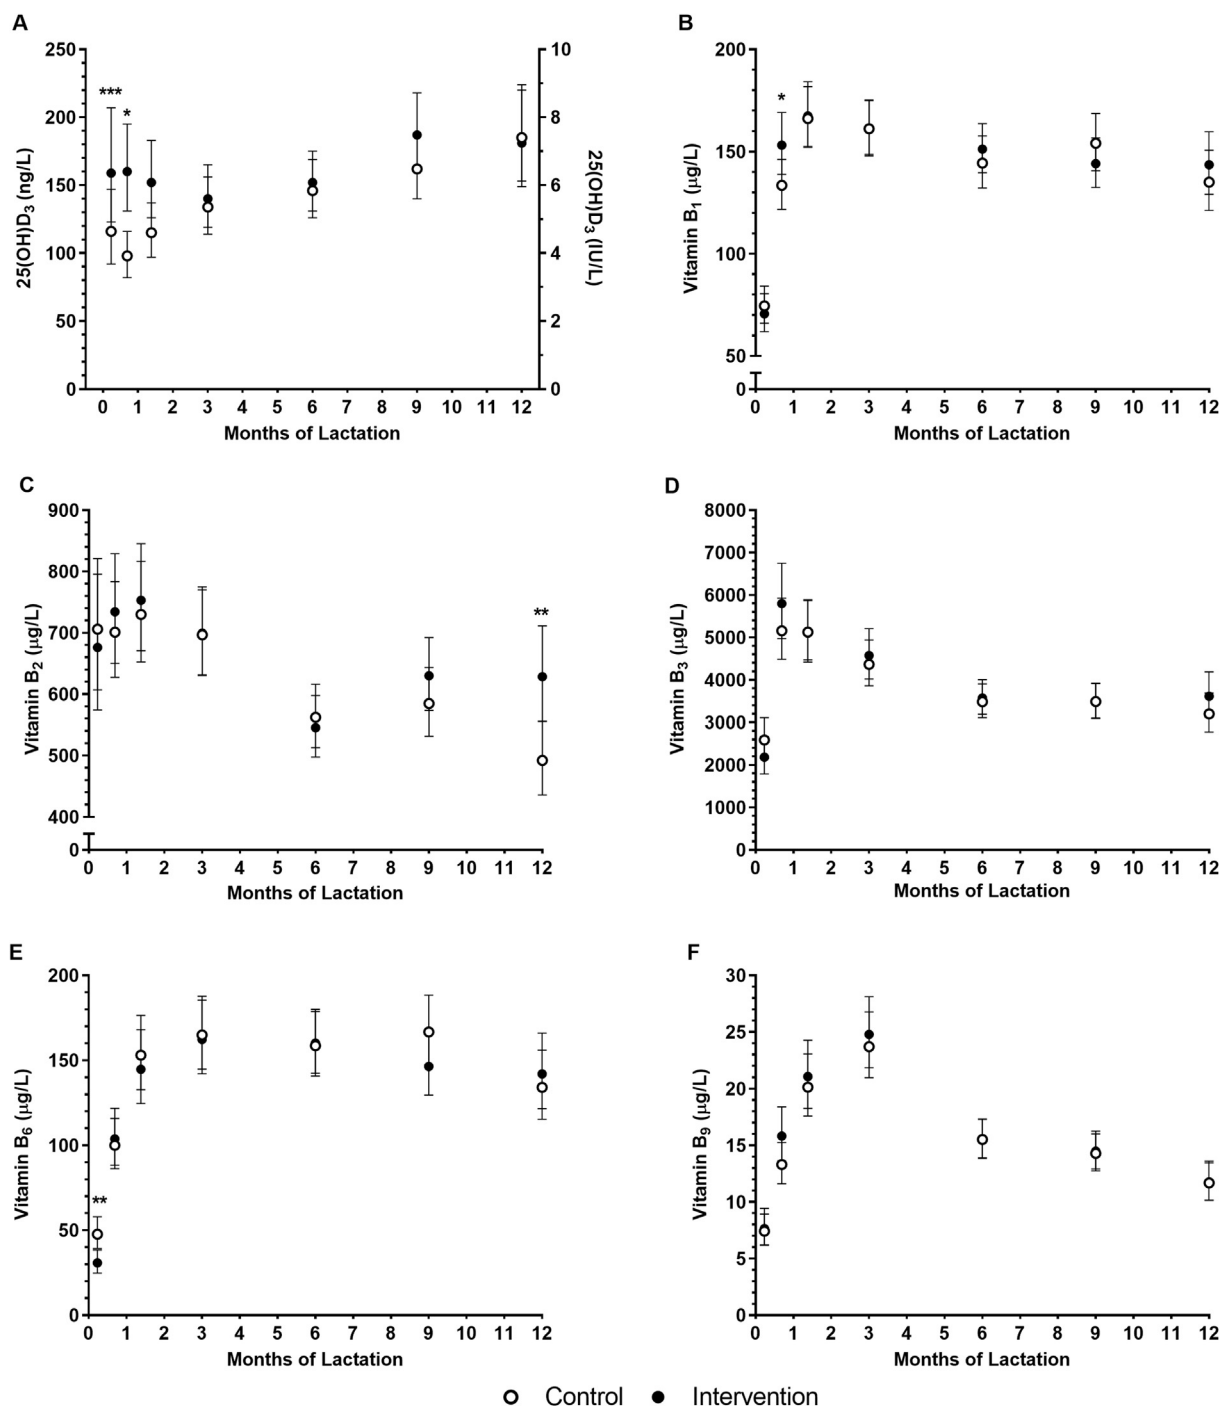 A
250
200
150
100
50
0
25(OH)D3 (ng/L)
***
*
10
8
6
4
2
0
25(OH)D3 (IU/L)
0 1 2 3 4 5 6 7 8 9 10 11 12
Months of Lactation
B
200
150
100
50
0
Vitamin B1 (μg/L)
*
0 1 2 3 4 5 6 7 8 9 10 11 12
Months of Lactation
C
900
800
700
600
500
400
0
Vitamin B2 (μg/L)
**
0 1 2 3 4 5 6 7 8 9 10 11 12
Months of Lactation
D
8000
7000
6000
5000
4000
3000
2000
1000
0
Vitamin B3 (μg/L)
0 1 2 3 4 5 6 7 8 9 10 11 12
Months of Lactation
E
200
150
100
50
0
Vitamin B6 (μg/L)
**
0 1 2 3 4 5 6 7 8 9 10 11 12
Months of Lactation
F
30
25
20
15
10
5
0
Vitamin B9 (μg/L)
0 1 2 3 4 5 6 7 8 9 10 11 12
Months of Lactation
Control Intervention